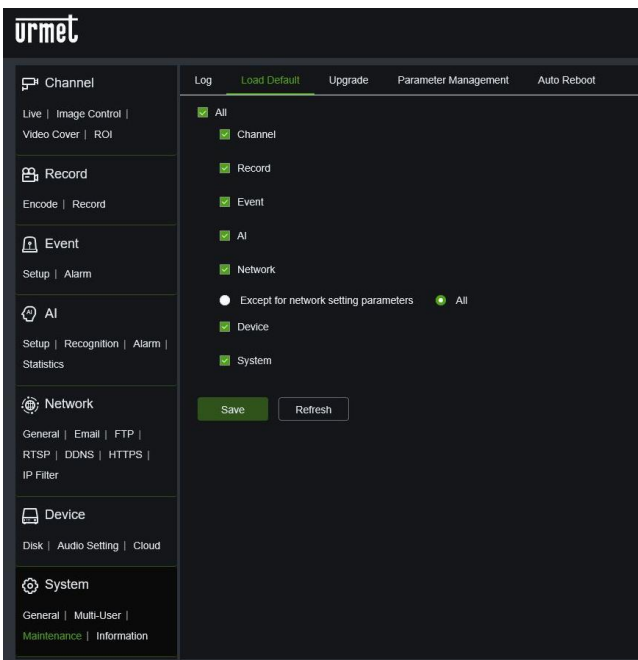 urmet
Channel
Live | Image Control |
Video Cover | ROI
Record
Encode | Record
Event
Setup | Alarm
AI
AI
Setup | Recognition | Alarm |
Statistics
Network
General | Email | FTP |
RTSP | DDNS | HTTPS |
IP Filter
Device
Disk | Audio Setting | Cloud
System
General | Multi-User |
Maintenance | Information
Log Load Default Upgrade Parameter Management Auto Reboot
All
Channel
Record
Event
AI
Network
Except for network setting parameters All
Device
System
Save Refresh